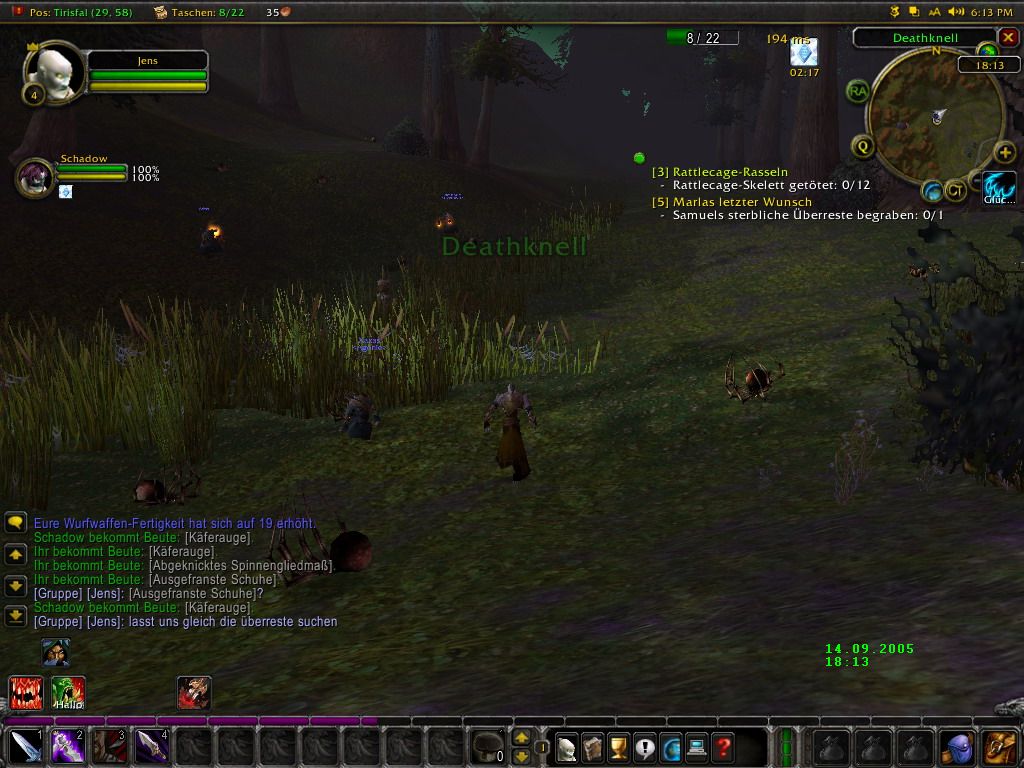 Pos: Tirisfal (29, 58)
Taschen: 8/22
35
AA
6:13 PM
Jens
4
8 / 22
194 ms
02:17
Deathknell
N
18:13
RA
Q
CT
Schadow
100%
100%
[3] Rattlecage-Rasseln
- Rattlecage-Skelett getötet: 0/12
[5] Marlas letzter Wunsch
- Samuels sterbliche Überreste begraben: 0/1
Deathknell
Eure Wurfwaffen-Fertigkeit hat sich auf 19 erhöht.
Schadow bekommt Beute: [Käferauge].
Ihr bekommt Beute: [Käferauge].
Ihr bekommt Beute: [Abgeknicktes Spinnengliedmaß].
Ihr bekommt Beute: [Ausgefranste Schuhe].
[Gruppe] [Jens]: [Ausgefranste Schuhe]?
Schadow bekommt Beute: [Käferauge].
[Gruppe] [Jens]: lasst uns gleich die überreste suchen
14.09.2005
18:13
Hallo
1
2
3
4
0
1